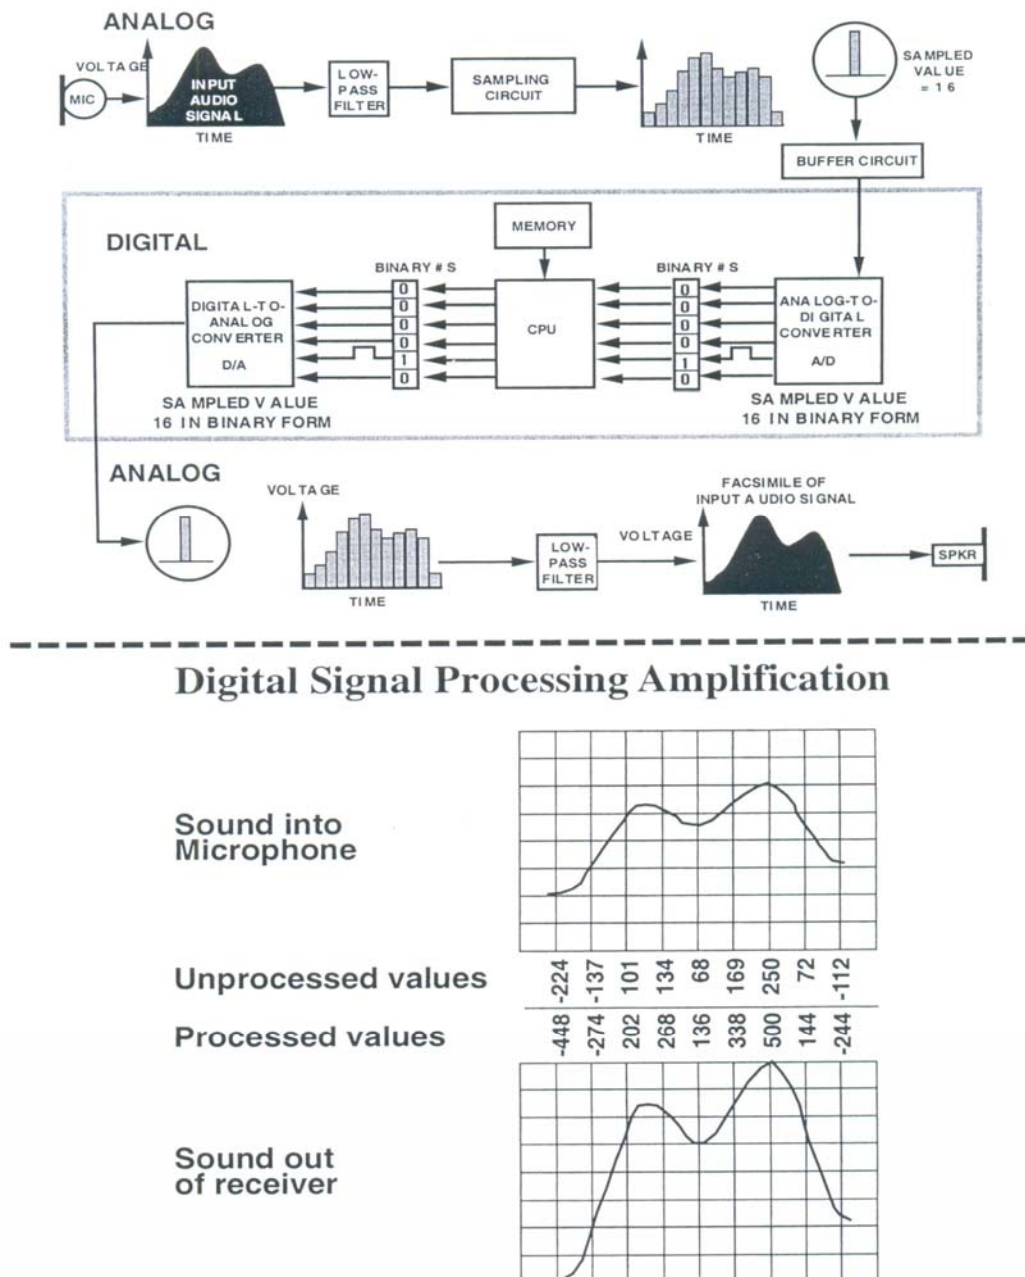 ANALOG
VOLTAGE
MIC
INPUT
AUDIO
SIGNAL
TIME
LOW-
PASS
FILTER
SAMPLING
CIRCUIT
TIME
SAMPLED
VALUE
= 16
BUFFER CIRCUIT
DIGITAL
MEMORY
BINARY # S
BINARY # S
DIGITAL-TO-
ANALOG
CONVERTER
D/A
0
0
0
0
1
0
CPU
0
0
0
0
1
0
ANALOG-TO-
DIGITAL
CONVERTER
A/D
SAMPLED VALUE
16 IN BINARY FORM
SAMPLED VALUE
16 IN BINARY FORM
ANALOG
VOLTAGE
TIME
LOW-
PASS
FILTER
VOLTAGE
FACSIMILE OF
INPUT AUDIO SIGNAL
TIME
SPKR
Digital Signal Processing Amplification
Sound into
Microphone
Unprocessed values -224 -137 101 134 68 169 250 72 -112
Processed values -448 -274 202 268 136 338 500 144 -244
Sound out
of receiver